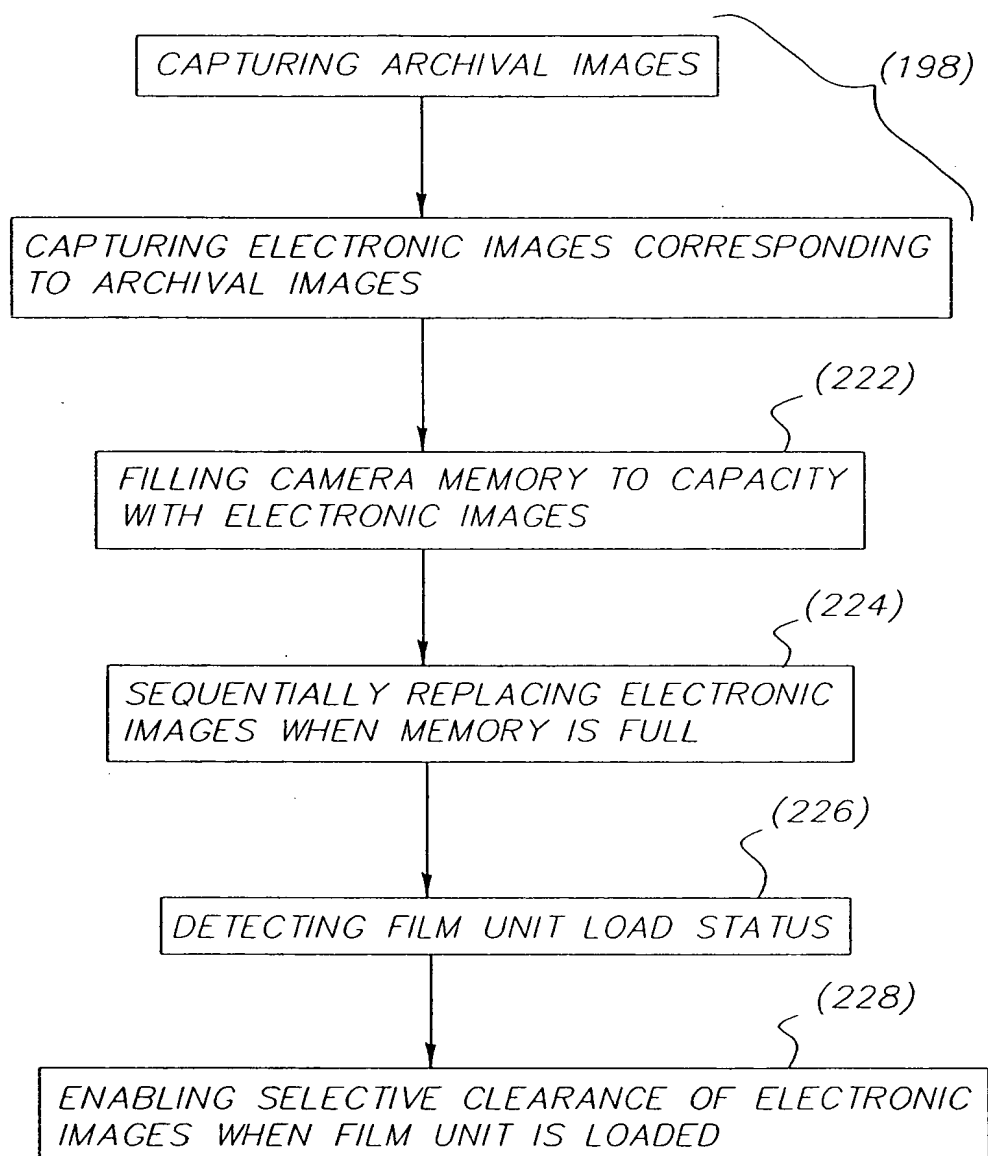 CAPTURING ARCHIVAL IMAGES
(198)
CAPTURING ELECTRONIC IMAGES CORRESPONDING
TO ARCHIVAL IMAGES
(222)
FILLING CAMERA MEMORY TO CAPACITY
WITH ELECTRONIC IMAGES
(224)
SEQUENTIALLY REPLACING ELECTRONIC
IMAGES WHEN MEMORY IS FULL
(226)
DETECTING FILM UNIT LOAD STATUS
(228)
ENABLING SELECTIVE CLEARANCE OF ELECTRONIC
IMAGES WHEN FILM UNIT IS LOADED